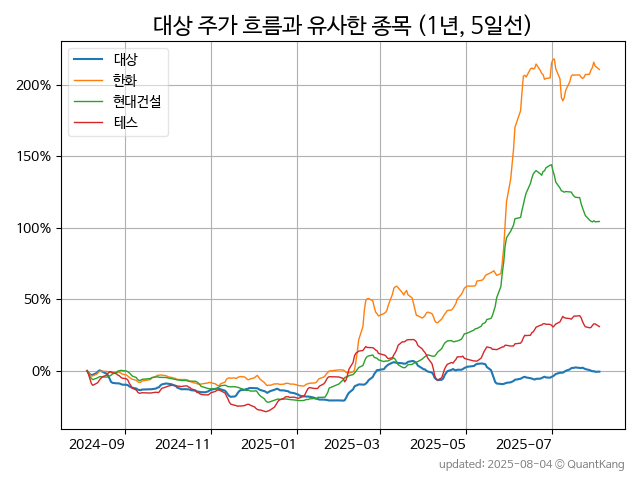 대상 주가 흐름과 유사한 종목 (1년, 5일선)
대상
한화
현대건설
테스
200%
150%
100%
50%
0%
2024-09 2024-11 2025-01 2025-03 2025-05 2025-07
updated: 2025-08-04 © QuantKang